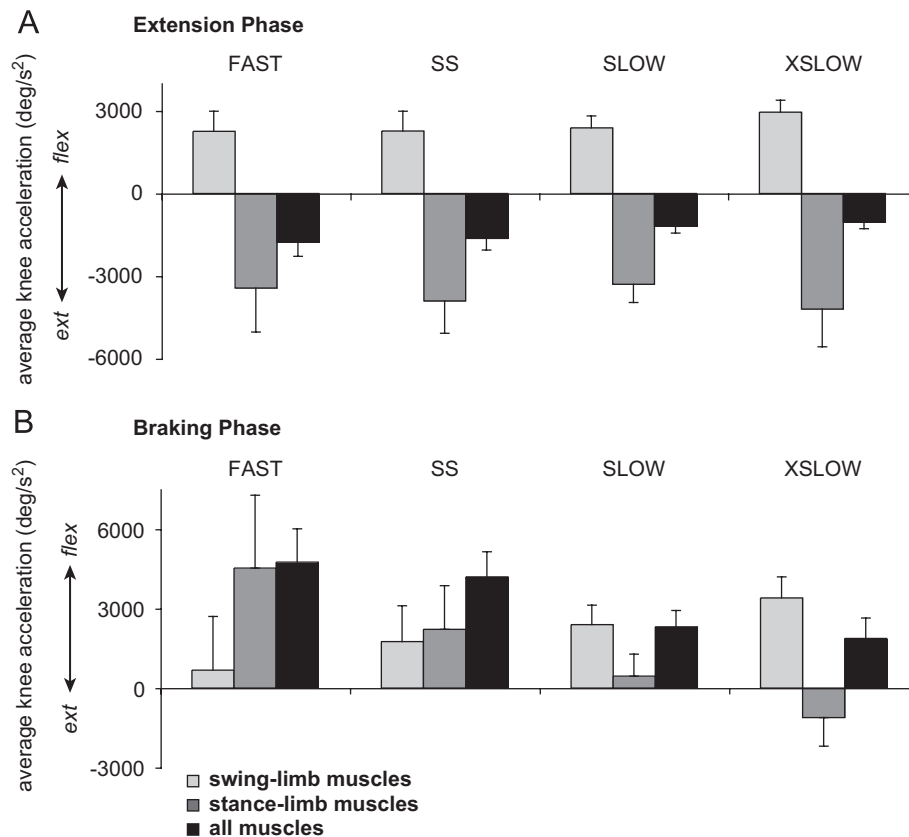 A
Extension Phase
FAST SS SLOW XSLOW
average knee acceleration (deg/s²)
ext flex
3000
0
-3000
-6000
B
Braking Phase
FAST SS SLOW XSLOW
average knee acceleration (deg/s²)
ext flex
6000
3000
0
-3000
swing-limb muscles
stance-limb muscles
all muscles